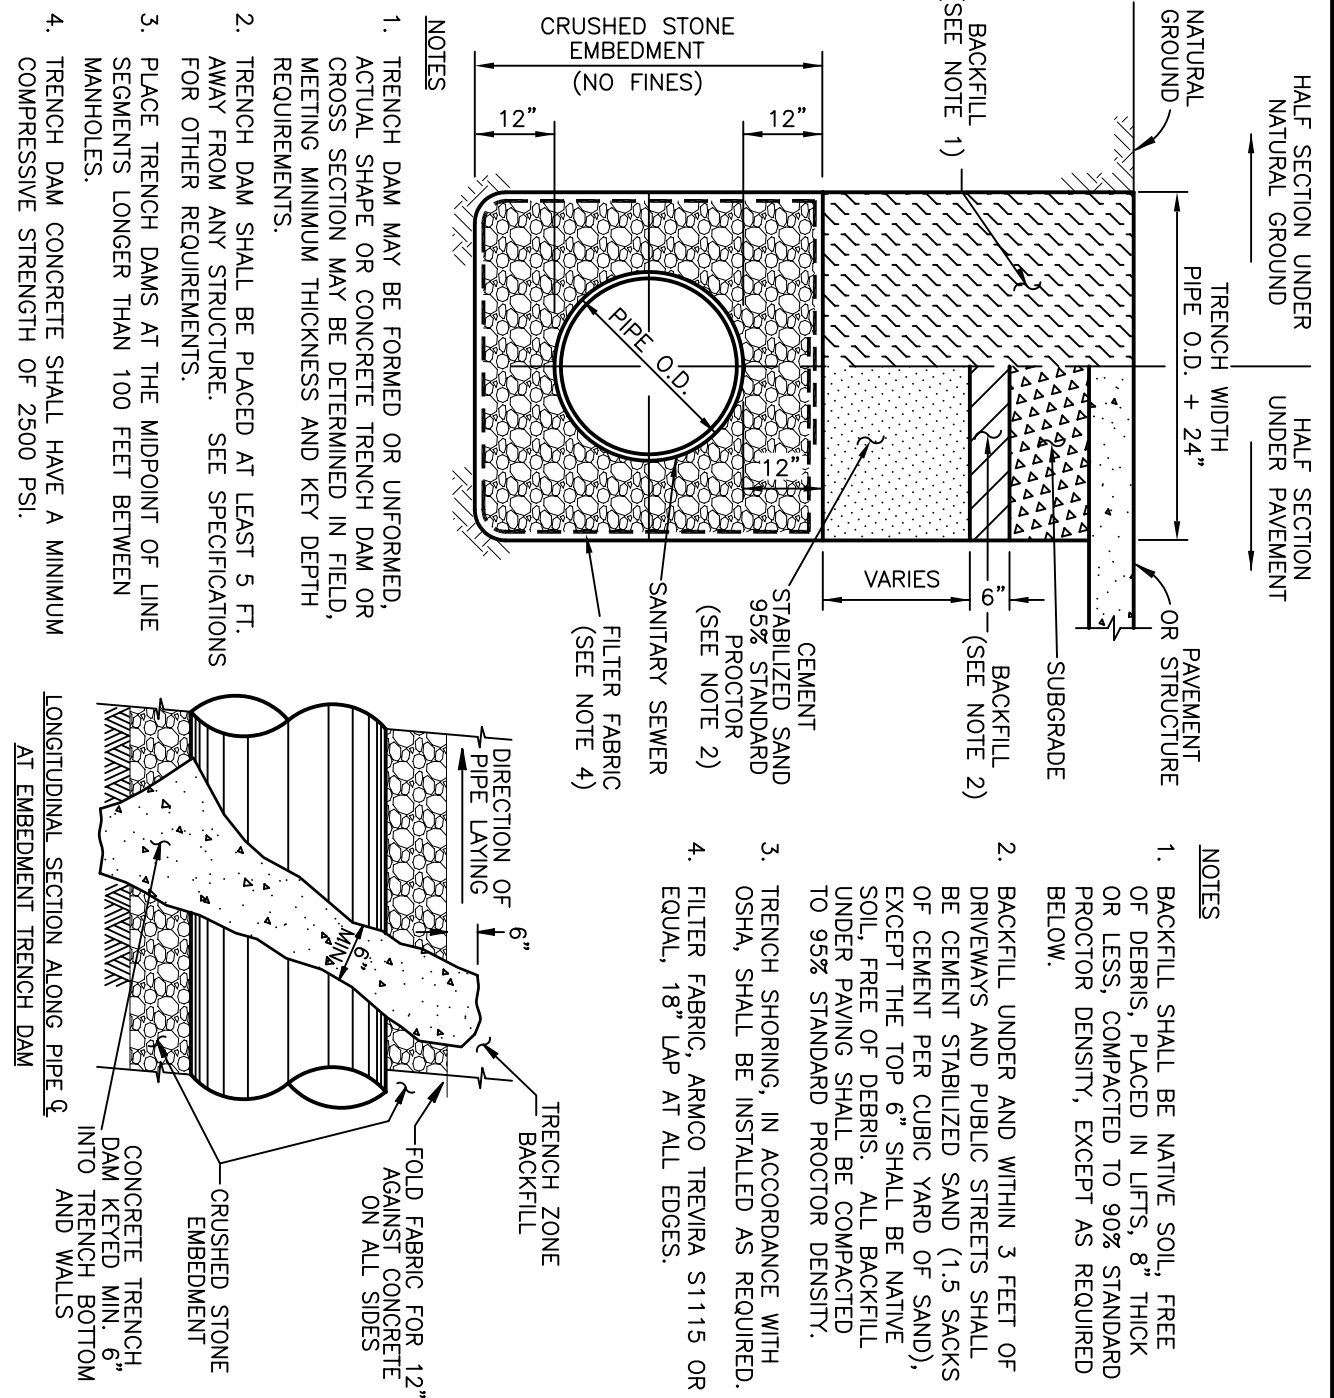 HALF SECTION UNDER
NATURAL GROUND
HALF SECTION
UNDER PAVEMENT
NATURAL
GROUND
TRENCH WIDTH
PIPE O.D. + 24"
PAVEMENT
OR STRUCTURE
BACKFILL
(SEE NOTE 1)
SUBGRADE
6"
BACKFILL
(SEE NOTE 2)
VARIES
CEMENT
STABILIZED SAND
95% STANDARD
PROCTOR
(SEE NOTE 2)
CRUSHED STONE
EMBEDMENT
(NO FINES)
12"
12"
12"
PIPE O.D.
SANITARY SEWER
FILTER FABRIC
(SEE NOTE 4)
NOTES
1. TRENCH DAM MAY BE FORMED OR UNFORMED,
ACTUAL SHAPE OR CONCRETE TRENCH DAM OR
CROSS SECTION MAY BE DETERMINED IN FIELD,
MEETING MINIMUM THICKNESS AND KEY DEPTH
REQUIREMENTS.
2. TRENCH DAM SHALL BE PLACED AT LEAST 5 FT.
AWAY FROM ANY STRUCTURE. SEE SPECIFICATIONS
FOR OTHER REQUIREMENTS.
3. PLACE TRENCH DAMS AT THE MIDPOINT OF LINE
SEGMENTS LONGER THAN 100 FEET BETWEEN
MANHOLES.
4. TRENCH DAM CONCRETE SHALL HAVE A MINIMUM
COMPRESSIVE STRENGTH OF 2500 PSI.
NOTES
1. BACKFILL SHALL BE NATIVE SOIL, FREE
OF DEBRIS, PLACED IN LIFTS, 8" THICK
OR LESS, COMPACTED TO 90% STANDARD
PROCTOR DENSITY, EXCEPT AS REQUIRED
BELOW.
2. BACKFILL UNDER AND WITHIN 3 FEET OF
DRIVEWAYS AND PUBLIC STREETS SHALL
BE CEMENT STABILIZED SAND (1.5 SACKS
OF CEMENT PER CUBIC YARD OF SAND),
EXCEPT THE TOP 6" SHALL BE NATIVE
SOIL, FREE OF DEBRIS. ALL BACKFILL
UNDER PAVING SHALL BE COMPACTED
TO 95% STANDARD PROCTOR DENSITY.
3. TRENCH SHORING, IN ACCORDANCE WITH
OSHA, SHALL BE INSTALLED AS REQUIRED.
4. FILTER FABRIC, ARMCO TREVIRA S1115 OR
EQUAL, 18" LAP AT ALL EDGES.
DIRECTION OF
PIPE LAYING
6"
6"
MIN.
TRENCH ZONE
BACKFILL
FOLD FABRIC FOR 12"
AGAINST CONCRETE
ON ALL SIDES
CRUSHED STONE
EMBEDMENT
CONCRETE TRENCH
DAM KEYED MIN. 6"
INTO TRENCH BOTTOM
AND WALLS
LONGITUDINAL SECTION ALONG PIPE ℄
AT EMBEDMENT TRENCH DAM